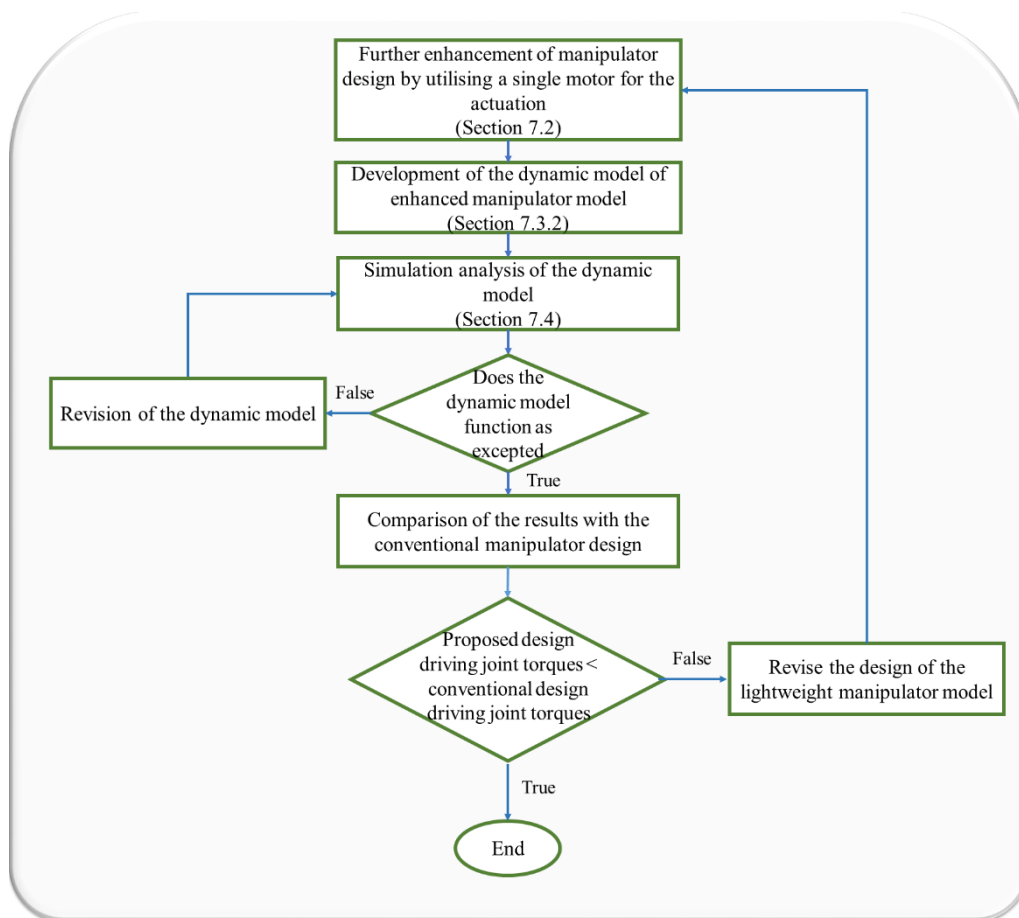 Further enhancement of manipulator
design by utilising a single motor for the
actuation
(Section 7.2)
Development of the dynamic model of
enhanced manipulator model
(Section 7.3.2)
Simulation analysis of the dynamic
model
(Section 7.4)
Does the
dynamic model
function as
excepted
False
Revision of the dynamic model
True
Comparison of the results with the
conventional manipulator design
Proposed design
driving joint torques <
conventional design
driving joint torques
False
Revise the design of the
lightweight manipulator model
True
End